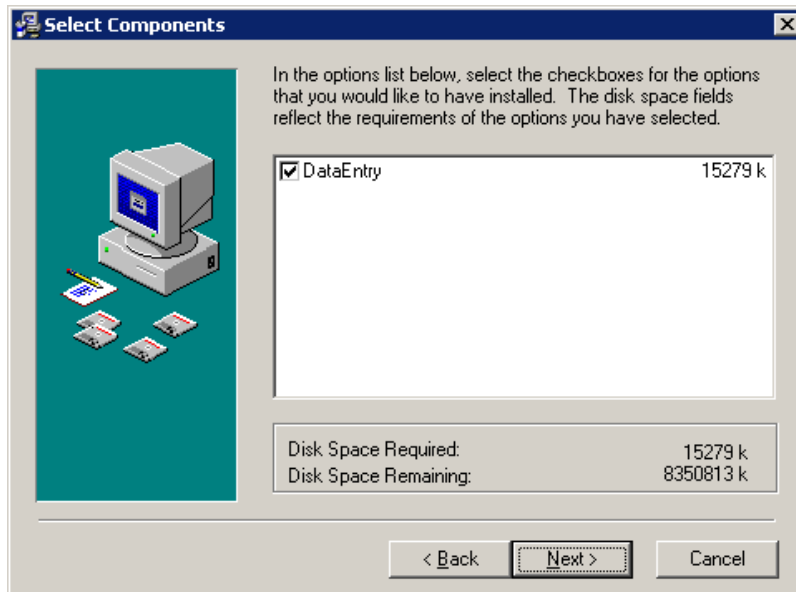 Select Components
In the options list below, select the checkboxes for the options
that you would like to have installed. The disk space fields
reflect the requirements of the options you have selected.
DataEntry 15279 k
Disk Space Required: 15279 k
Disk Space Remaining: 8350813 k
< Back Next > Cancel